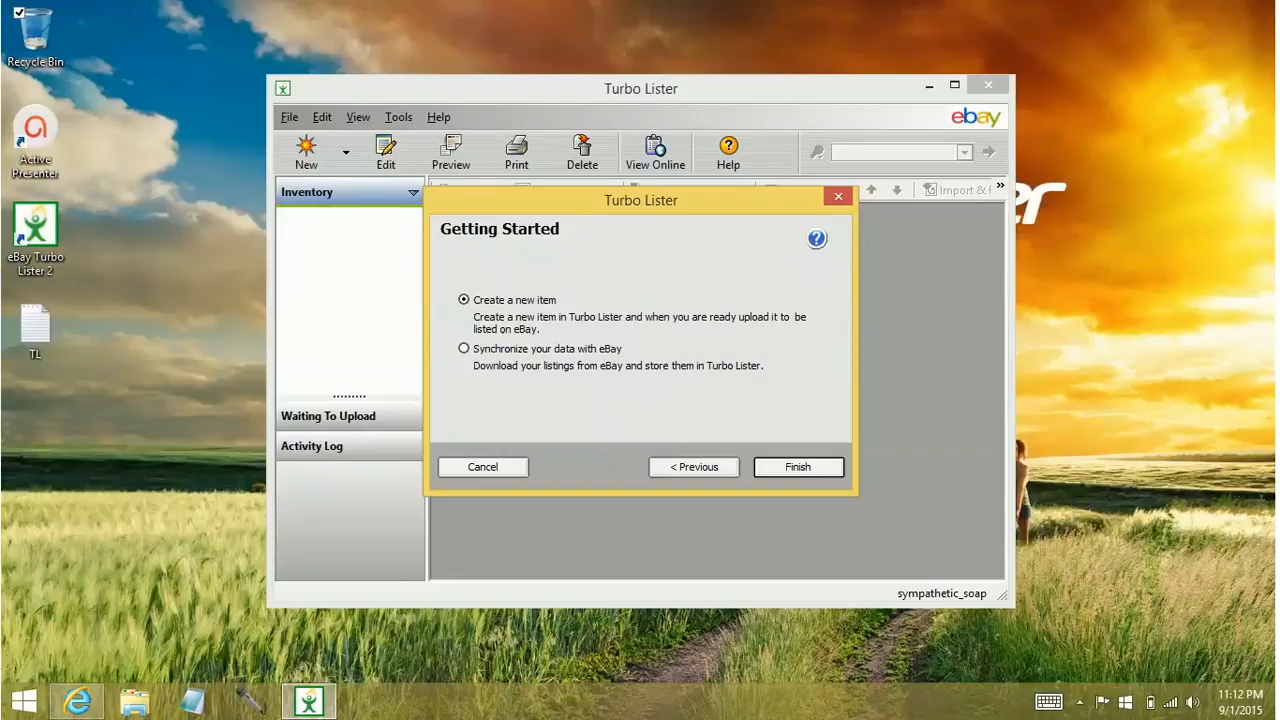 Recycle Bin
Active
Presenter
eBay Turbo
Lister 2
TL
Turbo Lister
File Edit View Tools Help
ebay
New Edit Preview Print Delete View Online Help
Inventory
Import &
Turbo Lister
Getting Started
Create a new item
Create a new item in Turbo Lister and when you are ready upload it to be
listed on eBay.
Synchronize your data with eBay
Download your listings from eBay and store them in Turbo Lister.
Cancel < Previous Finish
Waiting To Upload
Activity Log
sympathetic_soap
11:12 PM
9/1/2015